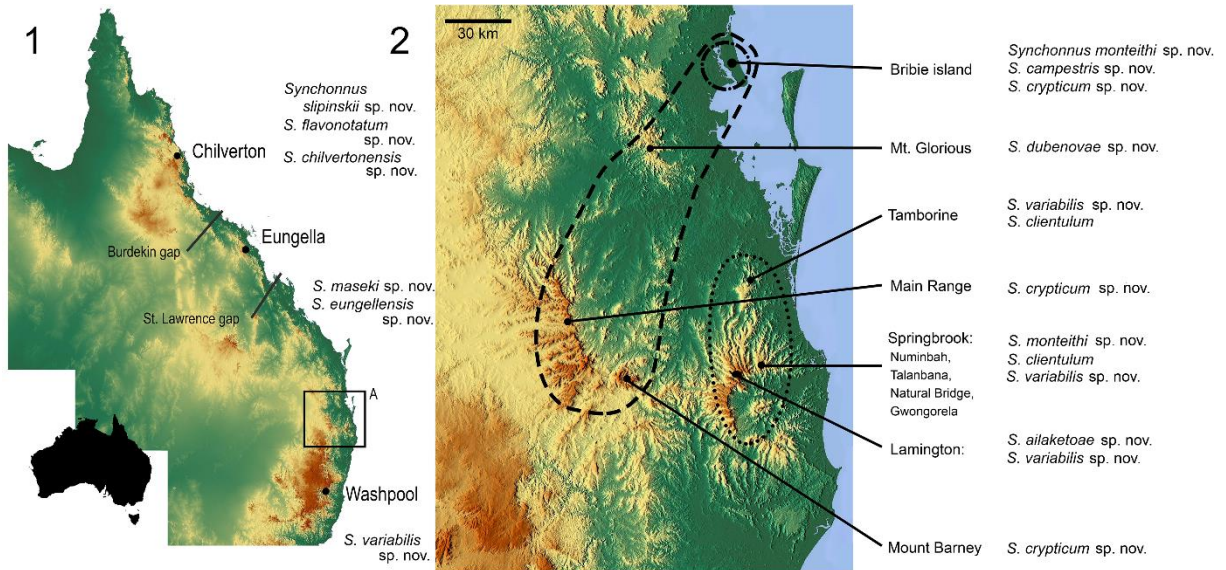 1
Synchonnus
slipinskii sp. nov.
S. flavonotatum
sp. nov.
S. chilvertonensis
sp. nov.
Chilverton
Burdekin gap
Eungella
S. maseki sp. nov.
S. eungellensis
sp. nov.
St. Lawrence gap
A
Washpool
S. variabilis
sp. nov.
2
30 km
Bribie island
Synchonnus monteithi sp. nov.
S. campestris sp. nov.
S. crypticum sp. nov.
Mt. Glorious
S. dubenovae sp. nov.
Tamborine
S. variabilis sp. nov.
S. clientulum
Main Range
S. crypticum sp. nov.
Springbrook:
Numinbah,
Talanbana,
Natural Bridge,
Gwongorela
S. monteithi sp. nov.
S. clientulum
S. variabilis sp. nov.
Lamington:
S. ailaketoae sp. nov.
S. variabilis sp. nov.
Mount Barney
S. crypticum sp. nov.